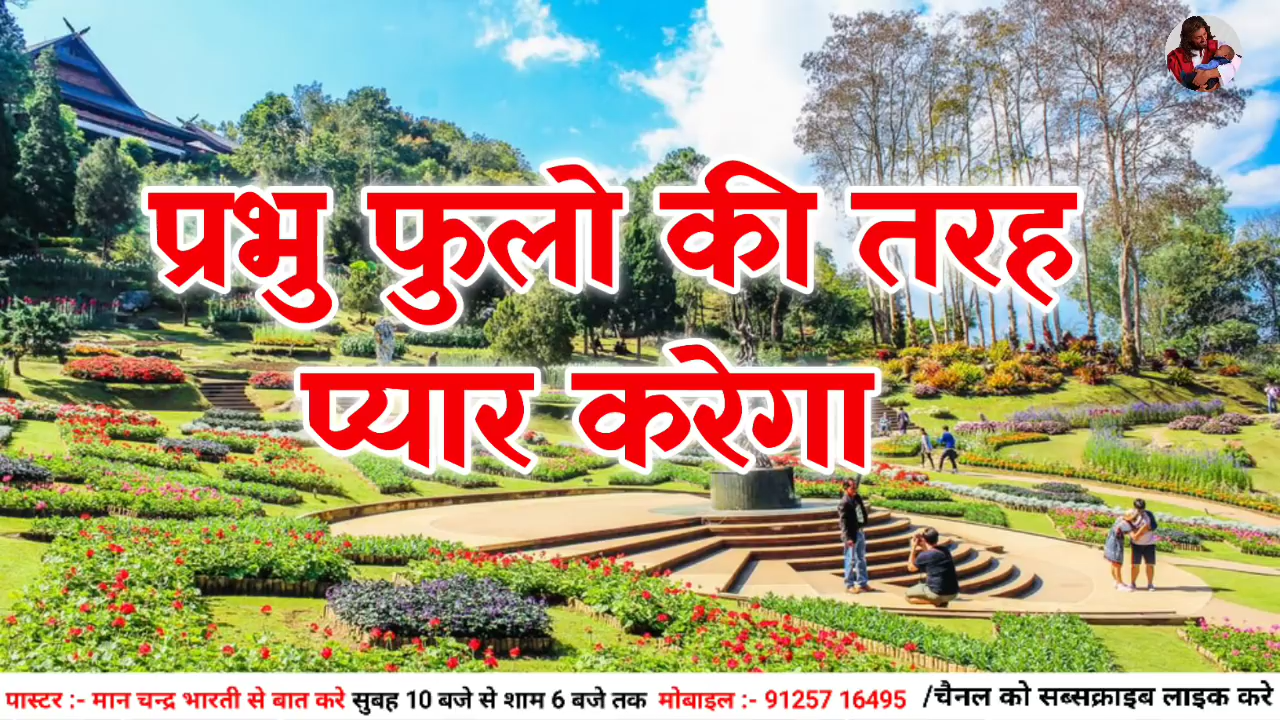 प्रभु फुलो की तरह
प्यार करेगा
पास्टर :- मान चन्द्र भारती से बात करे सुबह 10 बजे से शाम 6 बजे तक मोबाइल :- 91257 16495 /चैनल को सब्सक्राइब लाइक करे